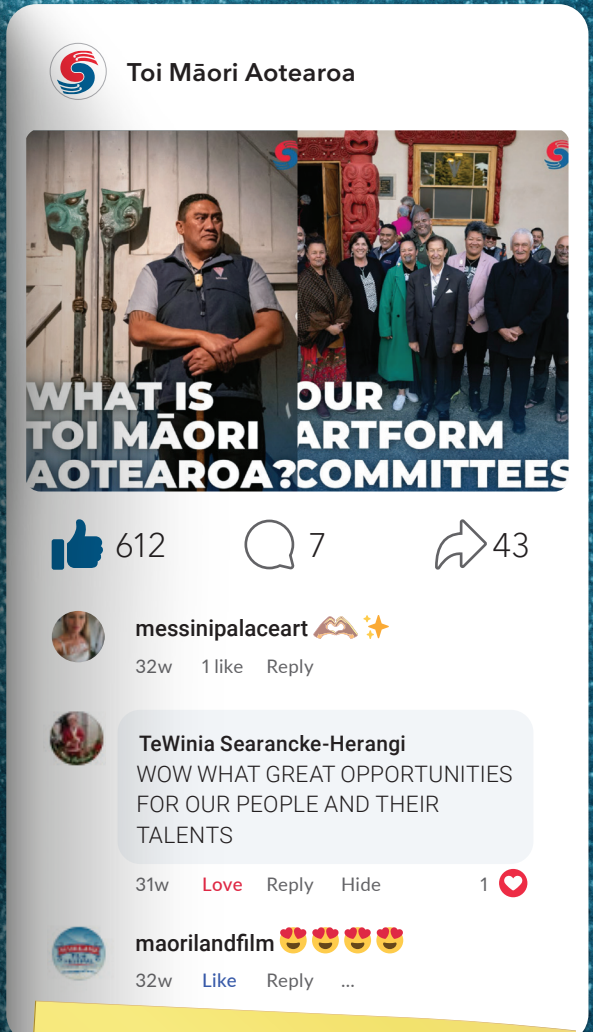 Toi Māori Aotearoa
WHAT IS
TOI MĀORI
AOTEAROA?
OUR
ARTFORM
COMMITTEES
612
7
43
messinipalaceart 🫶🏽✨
32w 1 like Reply
TeWinia Searancke-Herangi
WOW WHAT GREAT OPPORTUNITIES
FOR OUR PEOPLE AND THEIR
TALENTS
31w Love Reply Hide 1
maorilandfilm 😍😍😍😍
32w Like Reply ...